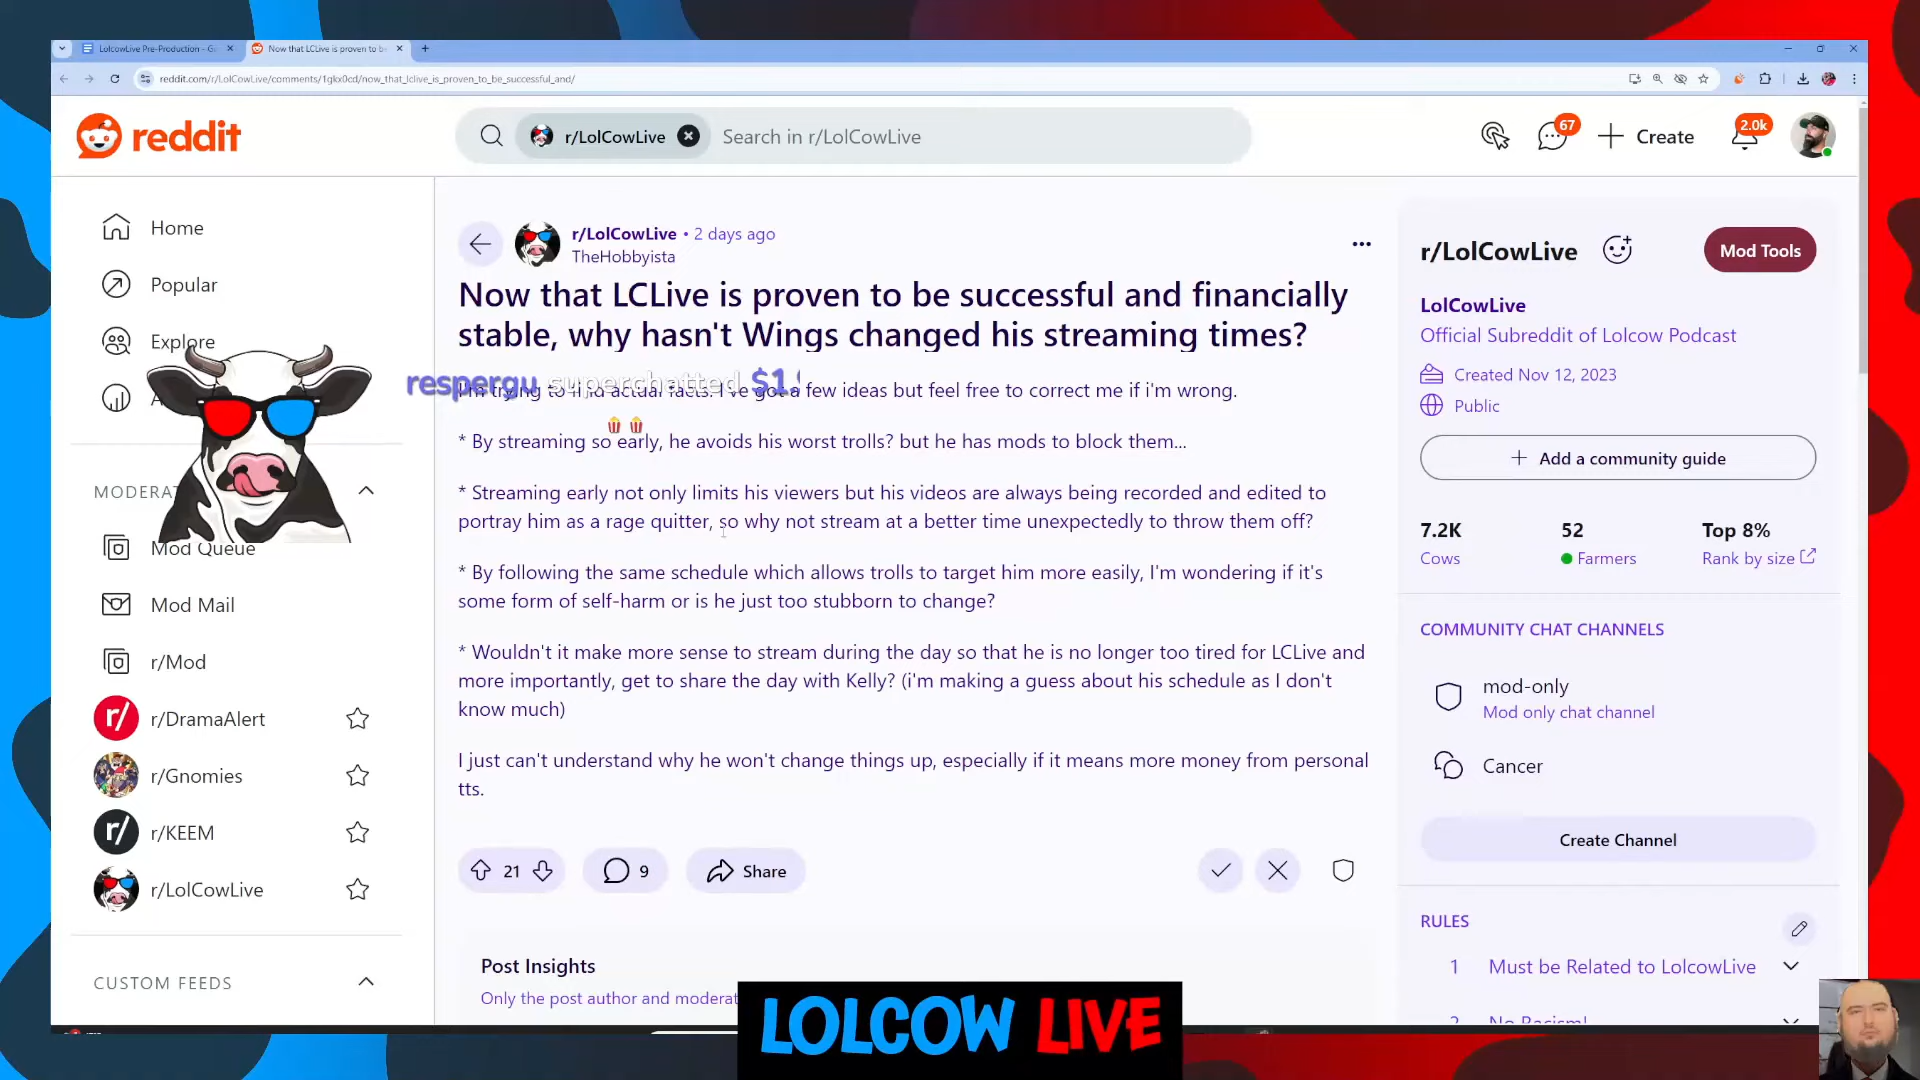 LolcowLive Pre-Production - G
Now that LCLive is proven to be
reddit.com/r/LolCowLive/comments/1gkx0cd/now_that_lclive_is_proven_to_be_successful_and/
reddit
r/LolCowLive
Search in r/LolCowLive
67
Create
2.0k
Home
Popular
Explore
MODERA
Mod Queue
Mod Mail
r/Mod
r/DramaAlert
r/Gnomies
r/KEEM
r/LolCowLive
CUSTOM FEEDS
r/LolCowLive • 2 days ago
TheHobbyista
Now that LCLive is proven to be successful and financially
stable, why hasn't Wings changed his streaming times?
respergu superchatted $1.
I'm trying to find actual facts. I've got a few ideas but feel free to correct me if i'm wrong.
* By streaming so early, he avoids his worst trolls? but he has mods to block them...
* Streaming early not only limits his viewers but his videos are always being recorded and edited to
portray him as a rage quitter, so why not stream at a better time unexpectedly to throw them off?
* By following the same schedule which allows trolls to target him more easily, I'm wondering if it's
some form of self-harm or is he just too stubborn to change?
* Wouldn't it make more sense to stream during the day so that he is no longer too tired for LCLive and
more importantly, get to share the day with Kelly? (i'm making a guess about his schedule as I don't
know much)
I just can't understand why he won't change things up, especially if it means more money from personal
tts.
21
9
Share
Post Insights
Only the post author and moderat
r/LolCowLive
Mod Tools
LolCowLive
Official Subreddit of Lolcow Podcast
Created Nov 12, 2023
Public
Add a community guide
7.2K
52
Top 8%
Cows
Farmers
Rank by size
COMMUNITY CHAT CHANNELS
mod-only
Mod only chat channel
Cancer
Create Channel
RULES
1 Must be Related to LolcowLive
2 No Racism!
LOLCOW LIVE